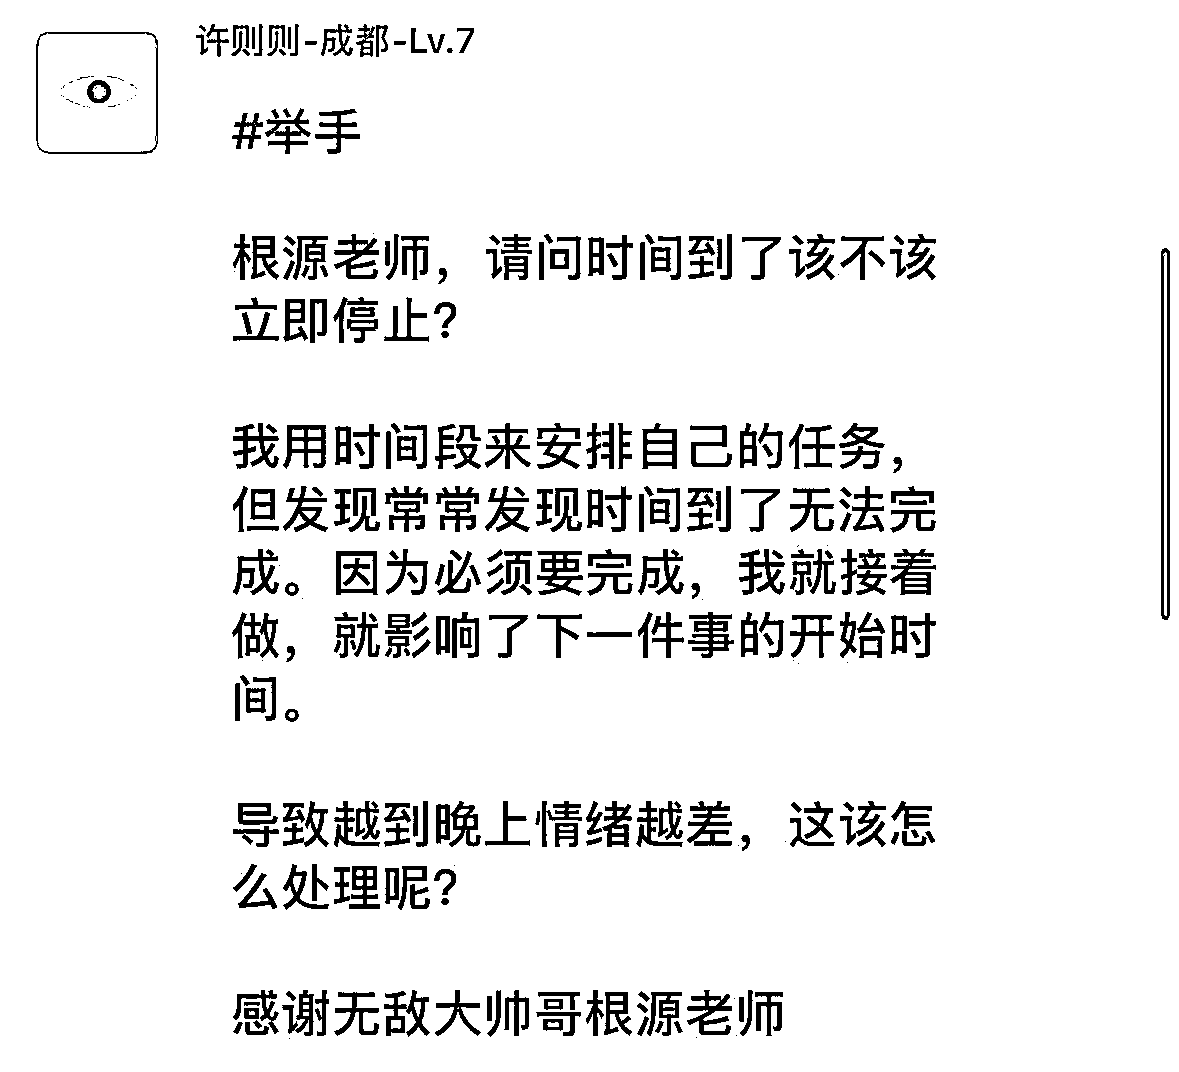 许则则-成都-Lv.7
#举手
根源老师，请问时间到了该不该
立即停止？
我用时间段来安排自己的任务，
但发现常常发现时间到了无法完
成。因为必须要完成，我就接着
做，就影响了下一件事的开始时
间。
导致越到晚上情绪越差，这该怎
么处理呢？
感谢无敌大帅哥根源老师